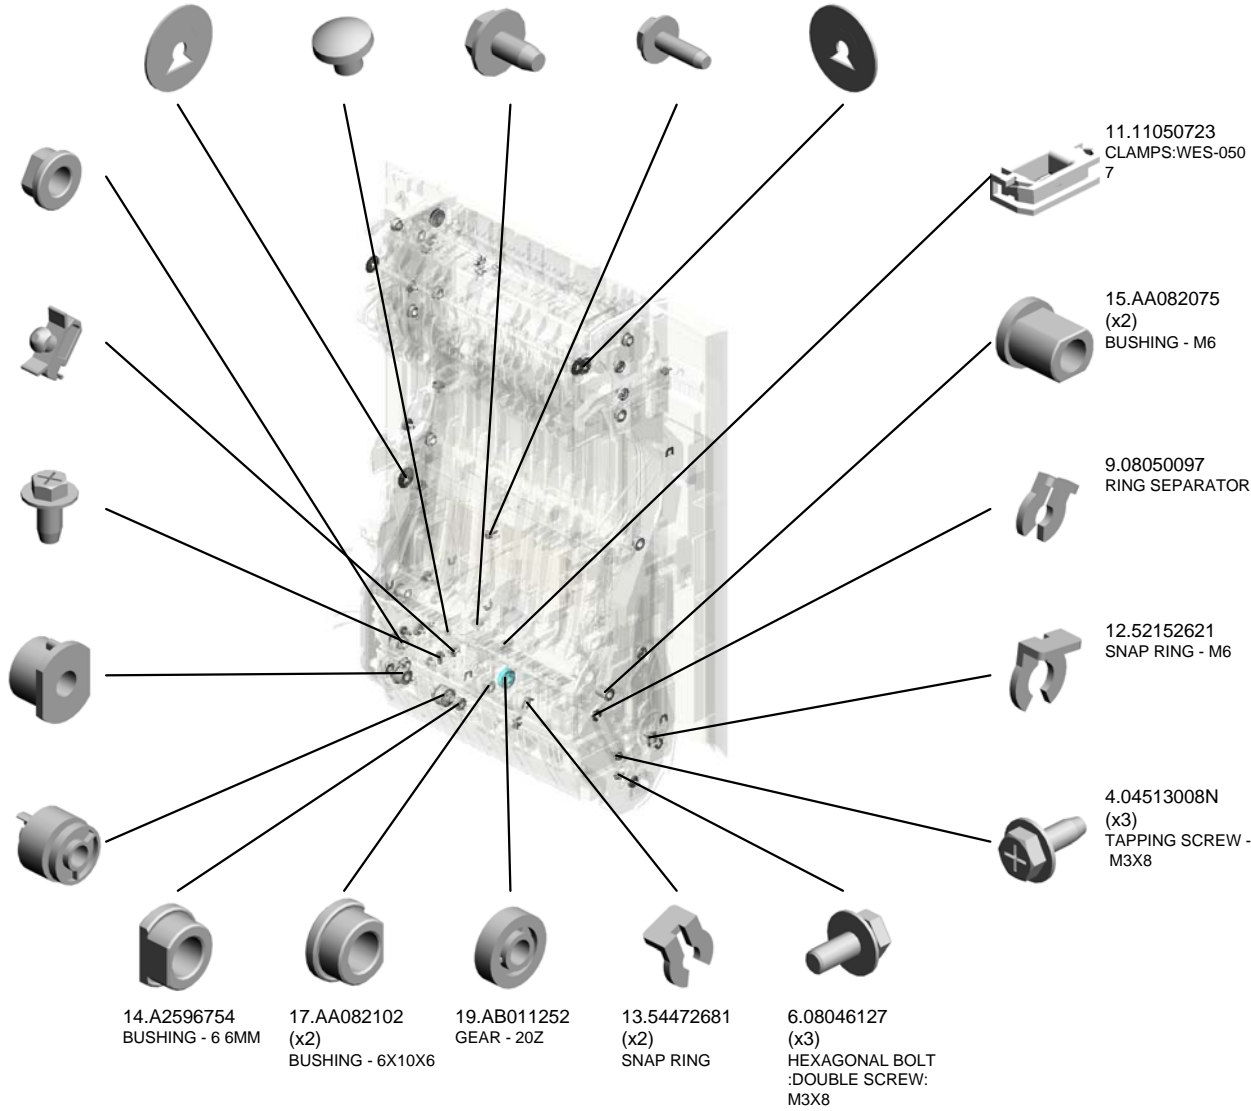 11.11050723
CLAMPS:WES-050
7
15.AA082075
(x2)
BUSHING - M6
9.08050097
RING SEPARATOR
12.52152621
SNAP RING - M6
4.04513008N
(x3)
TAPPING SCREW -
M3X8
14.A2596754
BUSHING - 6 6MM
17.AA082102
(x2)
BUSHING - 6X10X6
19.AB011252
GEAR - 20Z
13.54472681
(x2)
SNAP RING
6.08046127
(x3)
HEXAGONAL BOLT
:DOUBLE SCREW:
M3X8